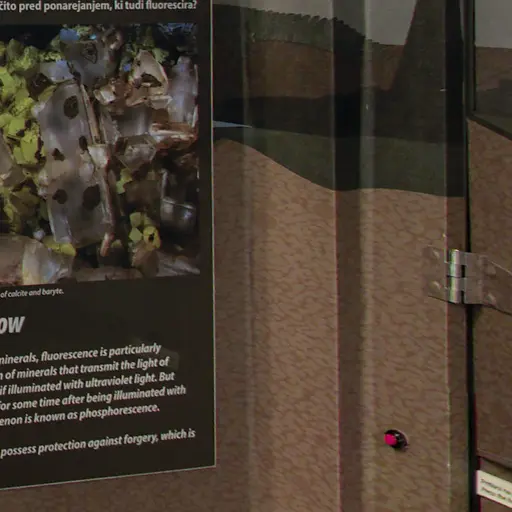 pred ponarejanjem, ki tudi fluorescira?
of calcite and baryte.
OW
minerals, fluorescence is particularly
of minerals that transmit the light of
if illuminated with ultraviolet light. But
for some time after being illuminated with
enon is known as phosphorescence.
possess protection against forgery, which is